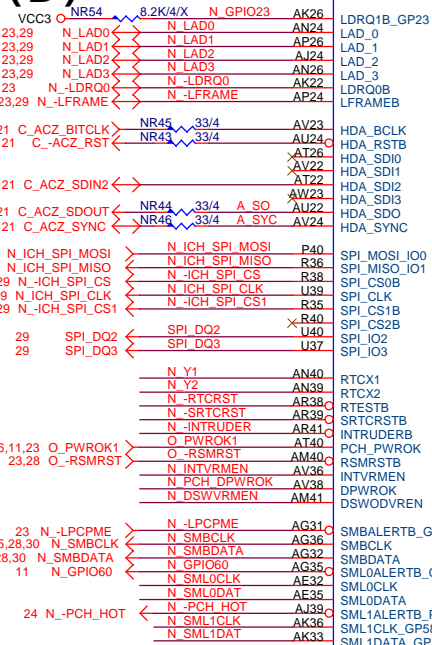 VCC3 NR54 8.2K/4/X N_GPIO23 AK26 LDRQ1B_GP23
23,29 N_LAD0 N_LAD0 AN24 LAD_0
23,29 N_LAD1 N_LAD1 AP26 LAD_1
23,29 N_LAD2 N_LAD2 AJ24 LAD_2
23,29 N_LAD3 N_LAD3 AN26 LAD_3
23 N_-LDRQ0 N_-LDRQ0 AK22 LDRQ0B
23,29 N_-LFRAME N_-LFRAME AP24 LFRAMEB
21 C_ACZ_BITCLK NR45 33/4 AV23 HDA_BCLK
21 C_-ACZ_RST NR43 33/4 AU24 HDA_RSTB
AT26 HDA_SDI0
AV22 HDA_SDI1
21 C_ACZ_SDIN2 AT22 HDA_SDI2
AW23 HDA_SDI3
21 C_ACZ_SDOUT NR44 33/4 A_SO AU22 HDA_SDO
21 C_ACZ_SYNC NR46 33/4 A_SYC AV24 HDA_SYNC
N_ICH_SPI_MOSI N_ICH_SPI_MOSI P40 SPI_MOSI_IO0
N_ICH_SPI_MISO N_ICH_SPI_MISO R36 SPI_MISO_IO1
29 N_-ICH_SPI_CS N_-ICH_SPI_CS R38 SPI_CS0B
9 N_ICH_SPI_CLK N_ICH_SPI_CLK U39 SPI_CLK
29 N_-ICH_SPI_CS1 N_-ICH_SPI_CS1 R35 SPI_CS1B
R40 SPI_CS2B
29 SPI_DQ2 SPI_DQ2 U40 SPI_IO2
29 SPI_DQ3 SPI_DQ3 U37 SPI_IO3
N_Y1 AN40 RTCX1
N_Y2 AN39 RTCX2
N_-RTCRST AR38 RTESTB
N_-SRTCRST AR39 SRTCRSTB
N_-INTRUDER AR41 INTRUDERB
6,11,23 O_PWROK1 O_PWROK1 AT40 PCH_PWROK
23,28 O_-RSMRST O_-RSMRST AM40 RSMRSTB
N_INTVRMEN AV36 INTVRMEN
N_PCH_DPWROK AV38 DPWROK
N_DSWVRMEN AM41 DSWODVREN
23 N_-LPCPME N_-LPCPME AG31 SMBALERTB_G
5,28,30 N_SMBCLK N_SMBCLK AG36 SMBCLK
8,30 N_SMBDATA N_SMBDATA AG32 SMBDATA
11 N_GPIO60 N_GPIO60 AG35 SML0ALERTB_G
N_SML0CLK AE32 SML0CLK
N_SML0DAT AE35 SML0DATA
24 N_-PCH_HOT N_-PCH_HOT AJ39 SML1ALERTB_P
N_SML1CLK AK36 SML1CLK_GP58
N_SML1DAT AK33 SML1DATA_GP